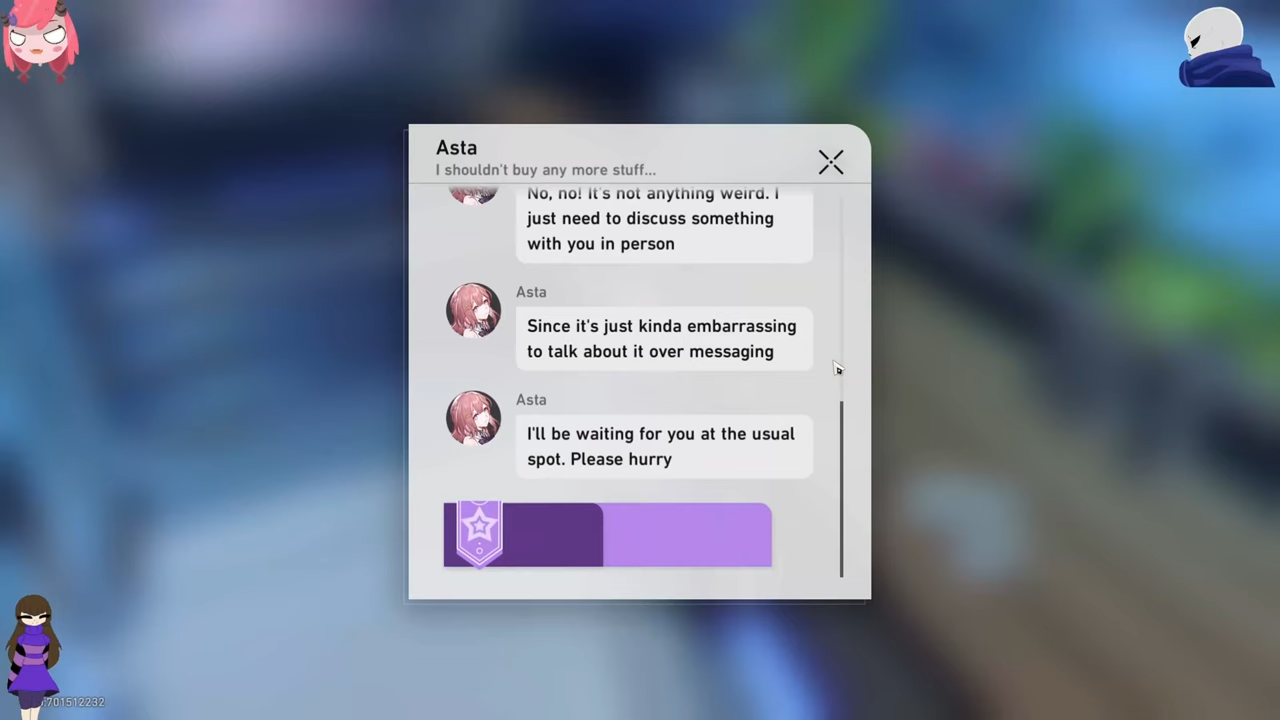 Asta
I shouldn't buy any more stuff...
No, no! It's not anything weird. I
just need to discuss something
with you in person
Asta
Since it's just kinda embarrassing
to talk about it over messaging
Asta
I'll be waiting for you at the usual
spot. Please hurry
701512232